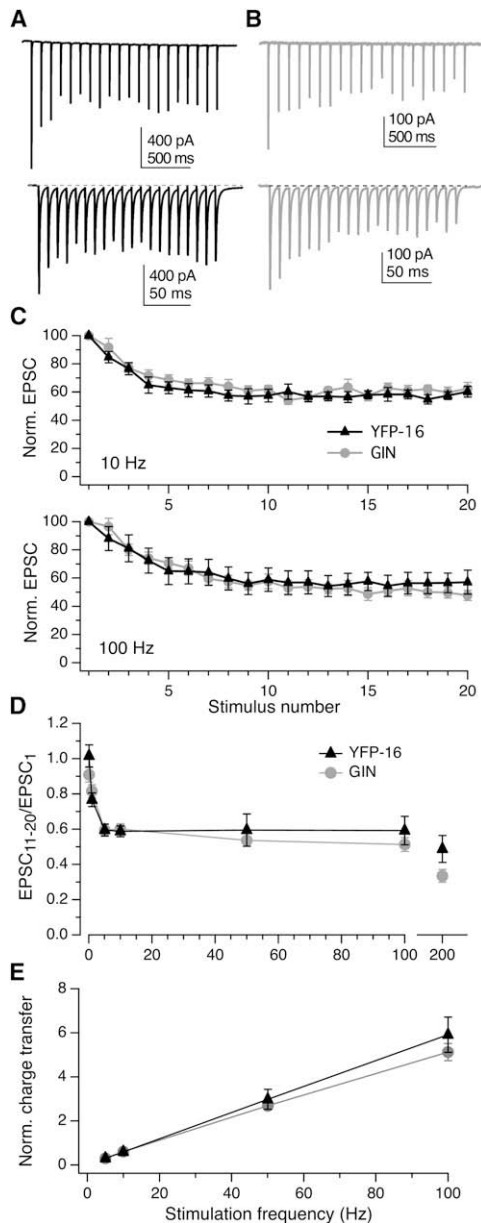 A
B
400 pA
500 ms
100 pA
500 ms
400 pA
50 ms
100 pA
50 ms
C
Norm. EPSC
100
80
60
40
20
0
10 Hz
YFP-16
GIN
5
10
15
20
Norm. EPSC
100
80
60
40
20
0
100 Hz
5
10
15
20
Stimulus number
D
EPSC11-20/EPSC1
1.2
1.0
0.8
0.6
0.4
0.2
0.0
YFP-16
GIN
0
20
40
60
80
100
200
E
Norm. charge transfer
8
6
4
2
0
0
20
40
60
80
100
Stimulation frequency (Hz)